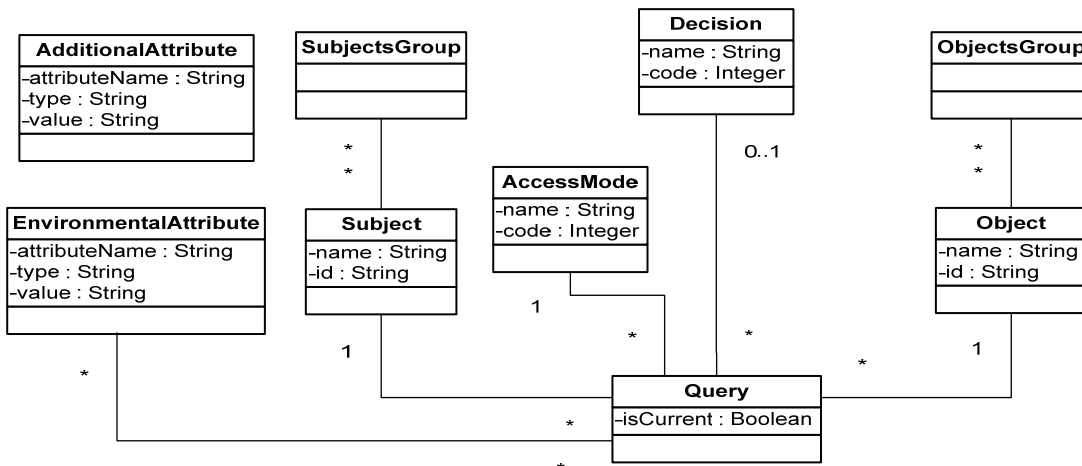 AdditionalAttribute
-attributeName : String
-type : String
-value : String
SubjectsGroup
Decision
-name : String
-code : Integer
ObjectsGroup
*
*
0..1
*
*
AccessMode
-name : String
-code : Integer
EnvironmentalAttribute
-attributeName : String
-type : String
-value : String
Subject
-name : String
-id : String
Object
-name : String
-id : String
1
*
*
1
1
*
*
Query
-isCurrent : Boolean
*
*